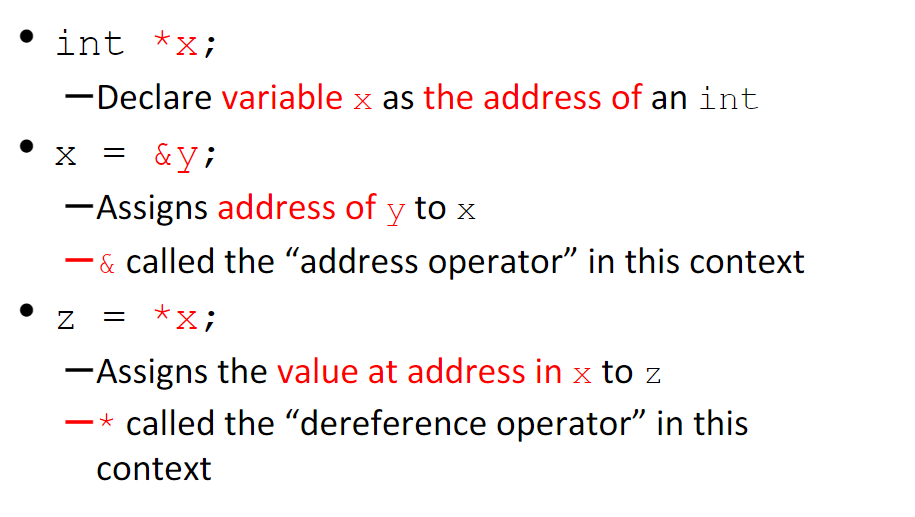 • int *x;
–Declare variable x as the address of an int
• x = &y;
–Assigns address of y to x
–& called the “address operator” in this context
• z = *x;
–Assigns the value at address in x to z
–* called the “dereference operator” in this
context